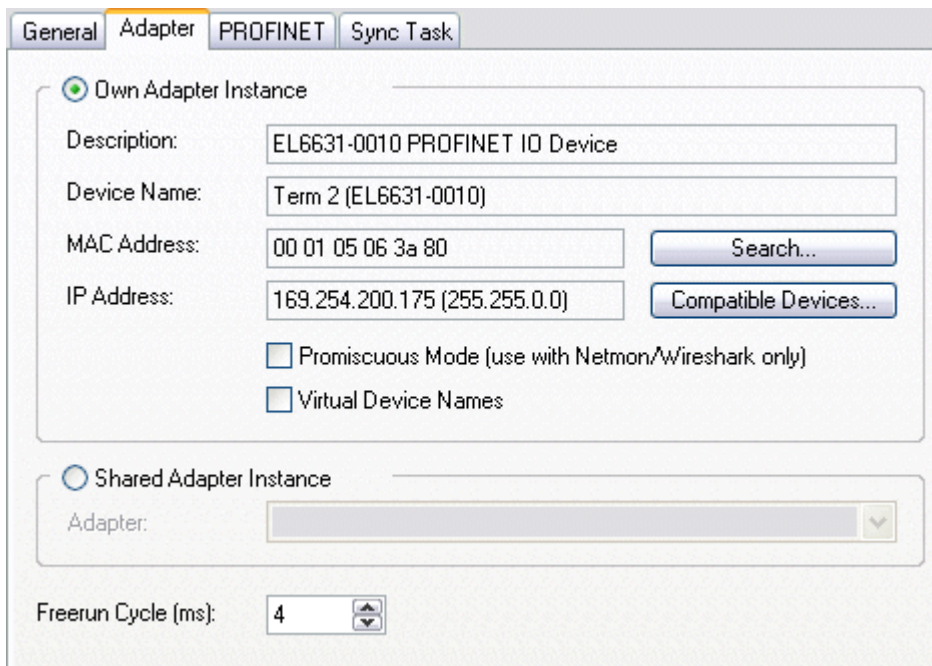 General Adapter PROFINET Sync Task
Own Adapter Instance
Description: EL6631-0010 PROFINET IO Device
Device Name: Term 2 (EL6631-0010)
MAC Address: 00 01 05 06 3a 80 Search...
IP Address: 169.254.200.175 (255.255.0.0) Compatible Devices...
Promiscuous Mode (use with Netmon/Wireshark only)
Virtual Device Names
Shared Adapter Instance
Adapter:
Freerun Cycle (ms): 4